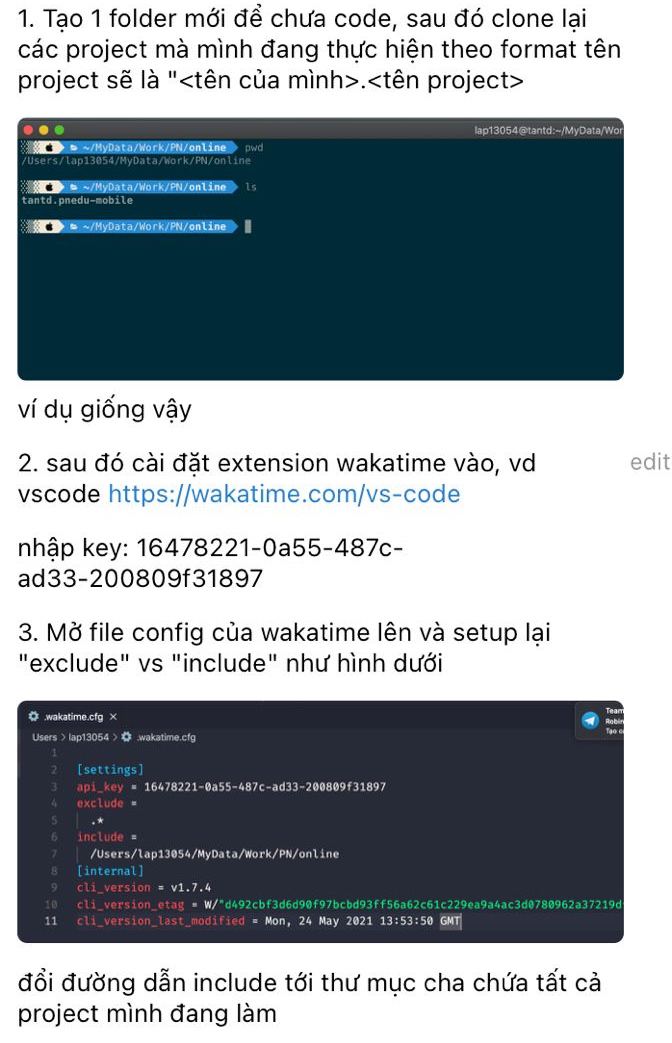 1. Tạo 1 folder mới để chưa code, sau đó clone lại
các project mà mình đang thực hiện theo format tên
project sẽ là "<tên của mình>.<tên project>
lap13054@tantd:~/MyData/Wor
~/MyData/Work/PN/online pwd
/Users/lap13054/MyData/Work/PN/online
~/MyData/Work/PN/online ls
tantd.pnedu-mobile
~/MyData/Work/PN/online
ví dụ giống vậy
2. sau đó cài đặt extension wakatime vào, vd
edit
vscode https://wakatime.com/vs-code
nhập key: 16478221-0a55-487c-
ad33-200809f31897
3. Mở file config của wakatime lên và setup lại
"exclude" vs "include" như hình dưới
.wakatime.cfg ×
Team
Robin
Tạo
Users > lap13054 > .wakatime.cfg
1
2 [settings]
3 api_key = 16478221-0a55-487c-ad33-200809f31897
4 exclude =
5 .*
6 include =
7 /Users/lap13054/MyData/Work/PN/online
8 [internal]
9 cli_version = v1.7.4
10 cli_version_etag = W/"d492cbf3d6d90f97bcbd93ff56a62c61c229ea9a4ac3d0780962a37219d
11 cli_version_last_modified = Mon, 24 May 2021 13:53:50 GMT
đổi đường dẫn include tới thư mục cha chứa tất cả
project mình đang làm